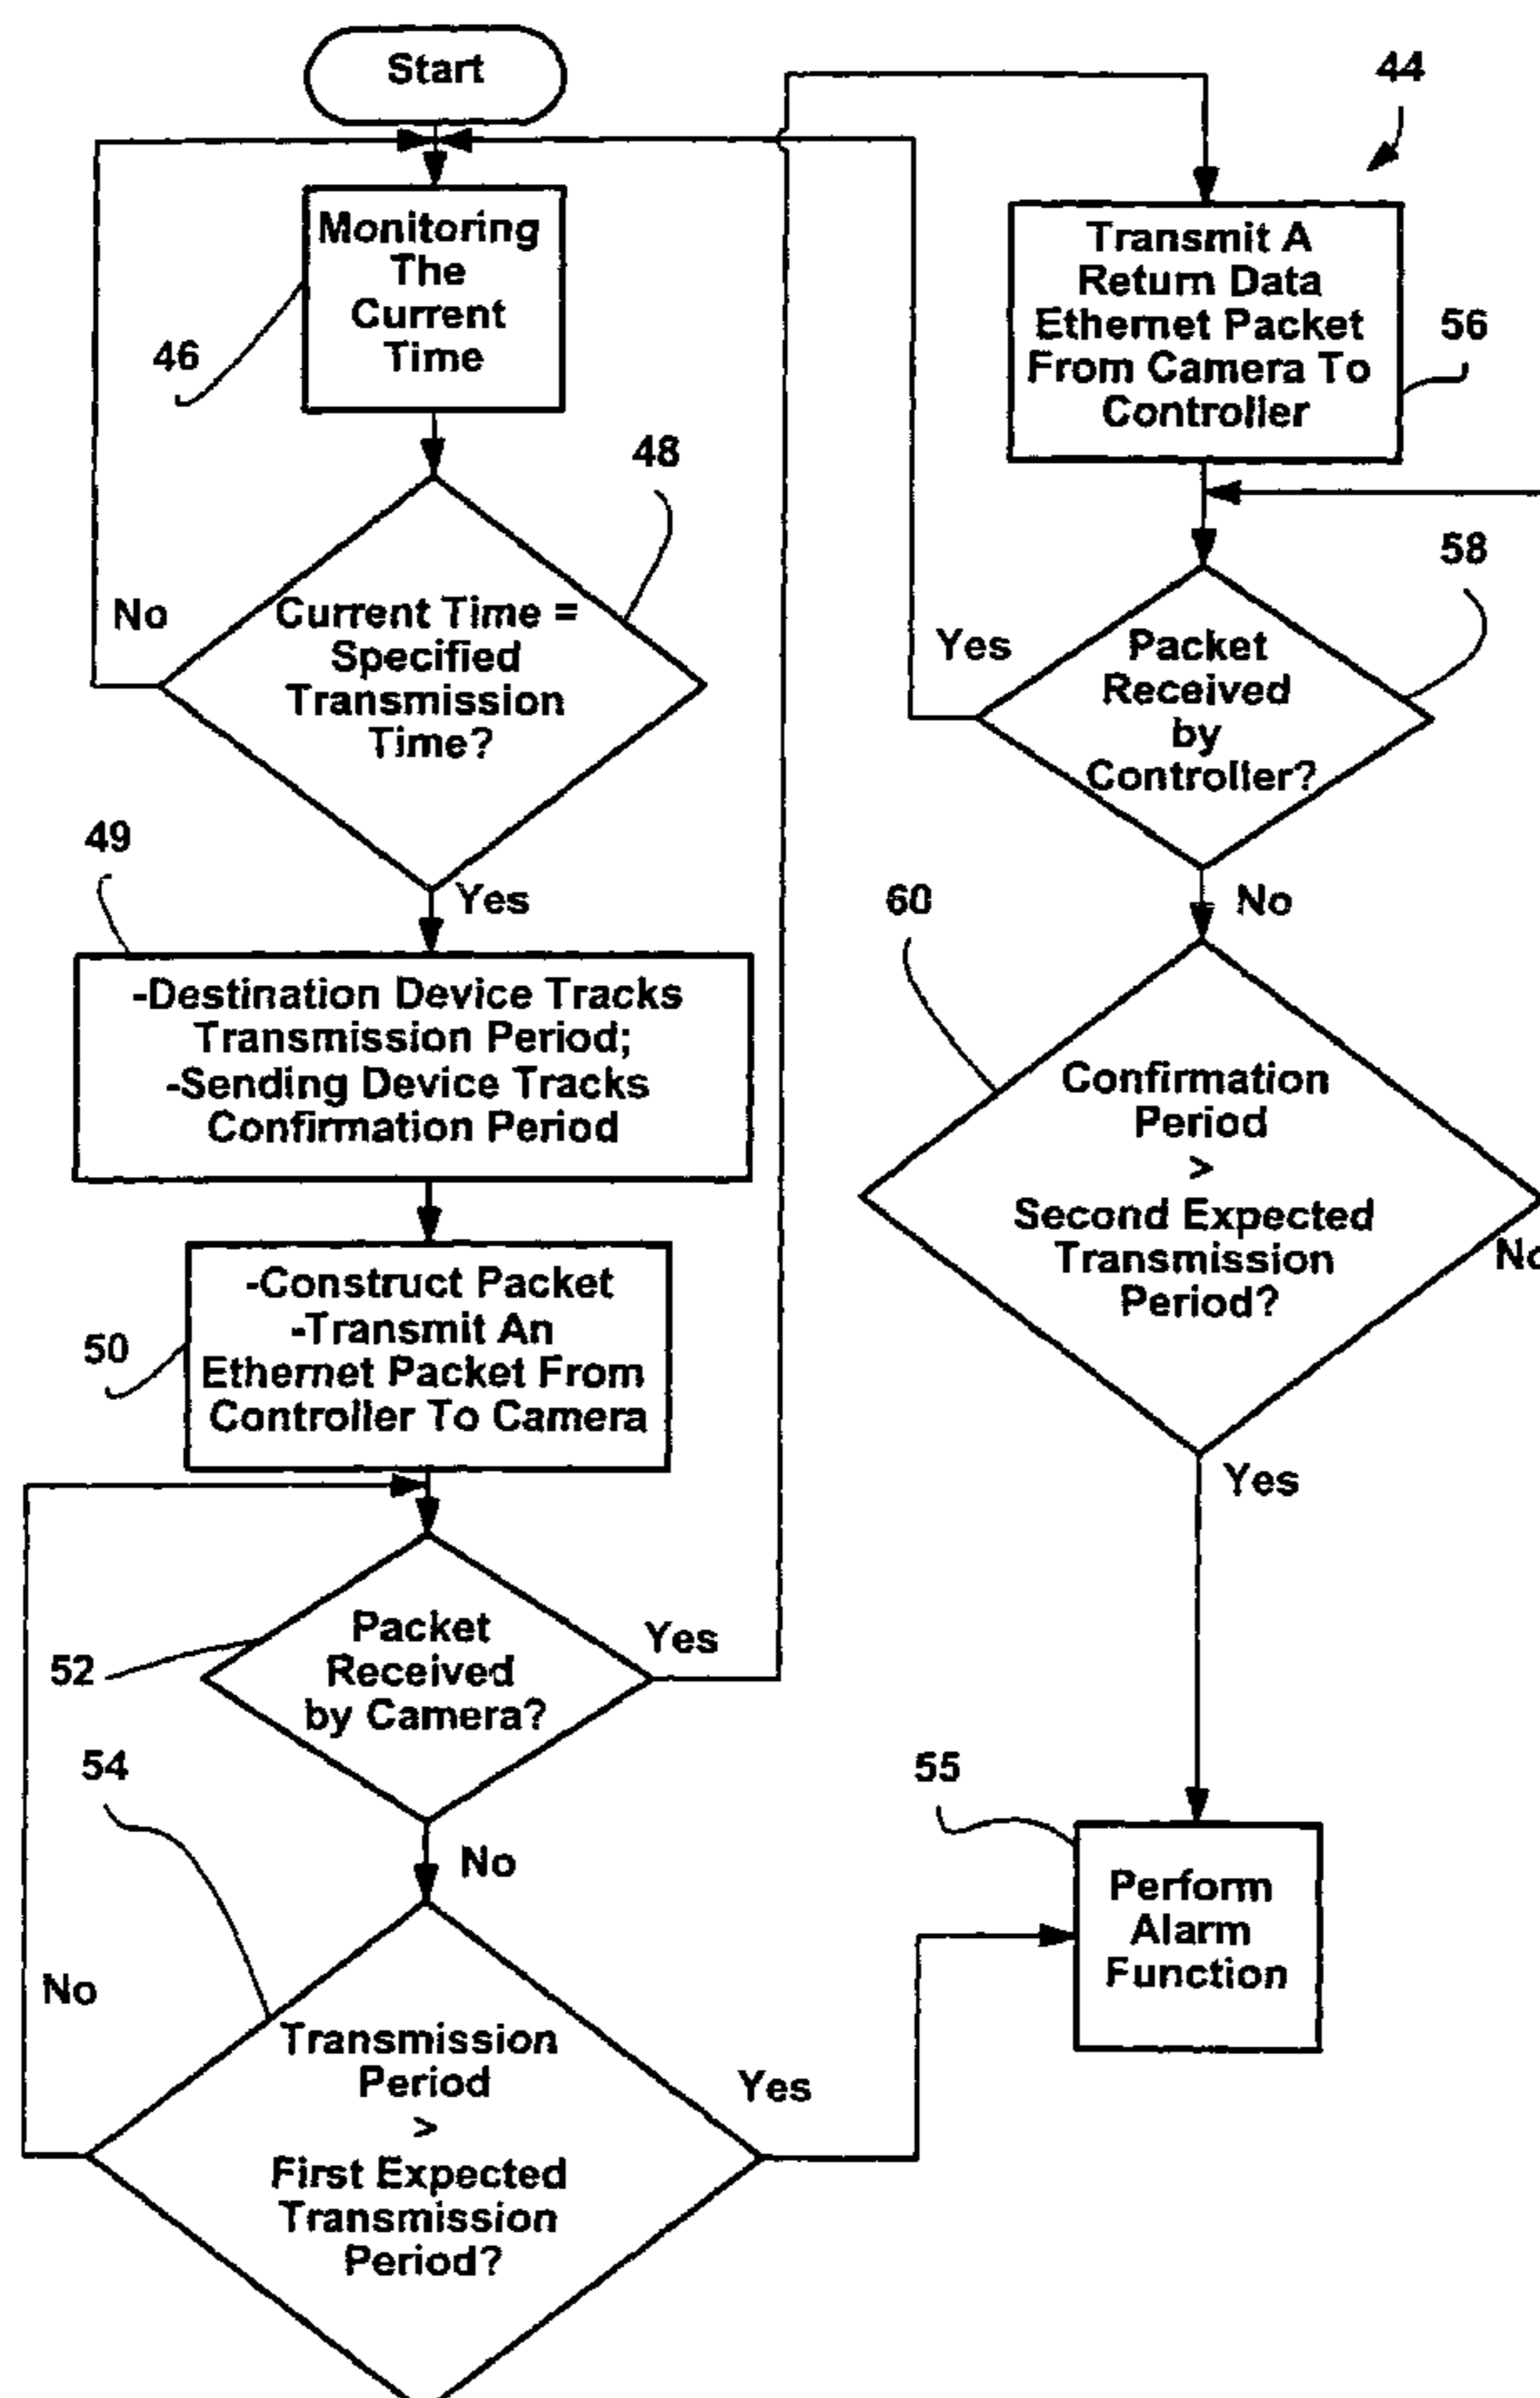 Start
44
Monitoring
The
Current
Time
46
48
No
Current Time =
Specified
Transmission
Time?
Yes
49
-Destination Device Tracks
Transmission Period;
-Sending Device Tracks
Confirmation Period
-Construct Packet
-Transmit An
Ethernet Packet From
Controller To Camera
50
Packet
Received
by Camera?
Yes
52
54
No
No
Transmission
Period
>
First Expected
Transmission
Period?
Yes
Transmit A
Return Data
Ethernet Packet
From Camera To
Controller
56
58
Yes
Packet
Received
by
Controller?
No
60
Confirmation
Period
>
Second Expected
Transmission
Period?
No
Yes
55
Perform
Alarm
Function